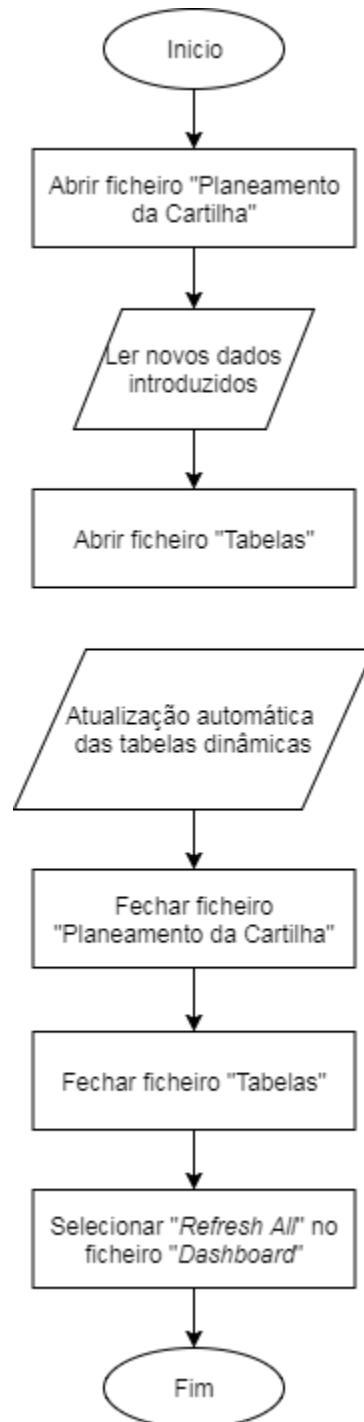 Inicio
Abrir ficheiro "Planeamento
da Cartilha"
Ler novos dados
introduzidos
Abrir ficheiro "Tabelas"
Atualização automática
das tabelas dinâmicas
Fechar ficheiro
"Planeamento da Cartilha"
Fechar ficheiro "Tabelas"
Selecionar "Refresh All" no
ficheiro "Dashboard"
Fim